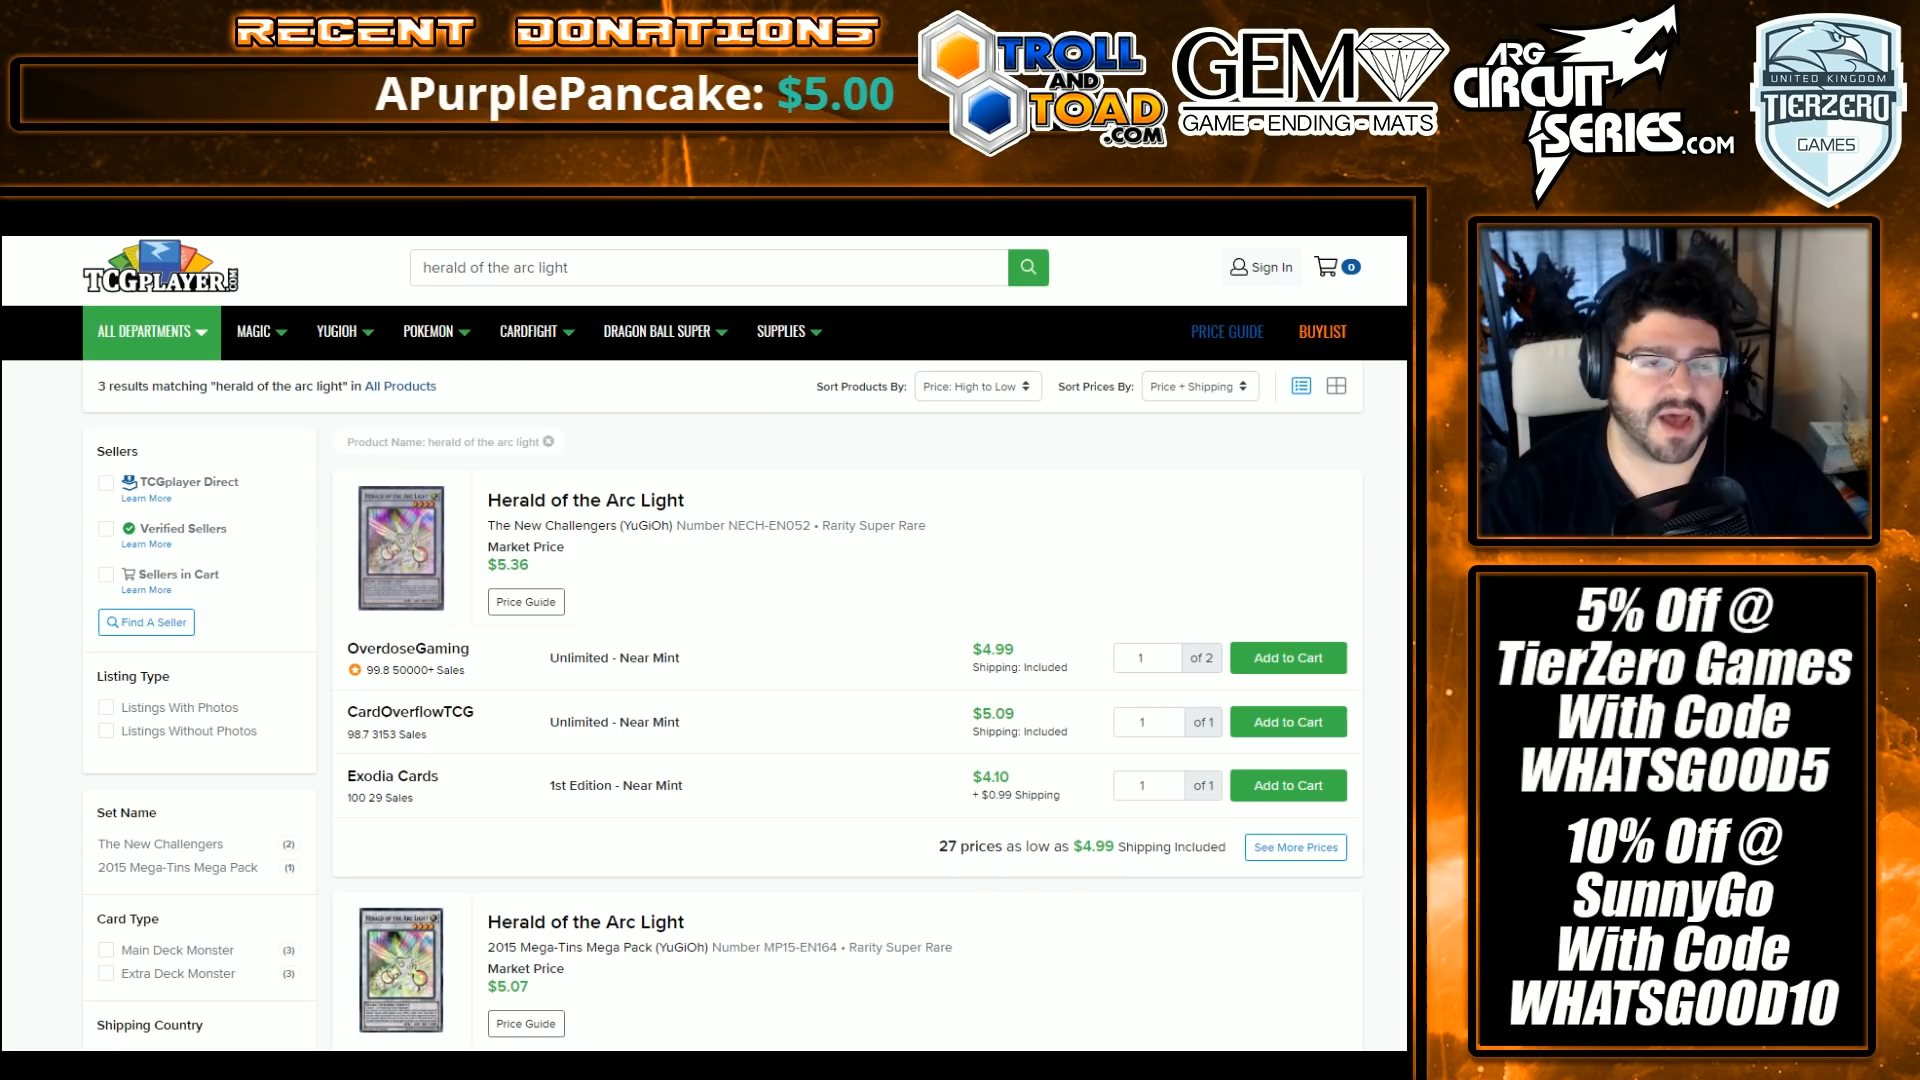 RECENT DONATIONS
APurplePancake: $5.00
TROLL
AND
TOAD
.COM
GEM
GAME-ENDING-MATS
ARG
CIRCUIT
SERIES.COM
UNITED KINGDOM
TIERZERO
GAMES
TCGPLAYER.COM
herald of the arc light
Sign In
0
ALL DEPARTMENTS
MAGIC
YUGIOH
POKEMON
CARDFIGHT
DRAGON BALL SUPER
SUPPLIES
PRICE GUIDE
BUYLIST
3 results matching "herald of the arc light" in All Products
Sort Products By:
Price: High to Low
Sort Prices By:
Price + Shipping
Product Name: herald of the arc light
Sellers
TCGplayer Direct
Learn More
Verified Sellers
Learn More
Sellers in Cart
Learn More
Find A Seller
Listing Type
Listings With Photos
Listings Without Photos
Set Name
The New Challengers (2)
2015 Mega-Tins Mega Pack (1)
Card Type
Main Deck Monster (3)
Extra Deck Monster (3)
Shipping Country
HERALD OF THE ARC LIGHT
Herald of the Arc Light
The New Challengers (YuGiOh) Number NECH-EN052 • Rarity Super Rare
Market Price
$5.36
Price Guide
OverdoseGaming
99.8 50000+ Sales
Unlimited - Near Mint
$4.99
Shipping: Included
1 of 2
Add to Cart
CardOverflowTCG
98.7 3153 Sales
Unlimited - Near Mint
$5.09
Shipping: Included
1 of 1
Add to Cart
Exodia Cards
100 29 Sales
1st Edition - Near Mint
$4.10
+ $0.99 Shipping
1 of 1
Add to Cart
27 prices as low as $4.99 Shipping Included
See More Prices
HERALD OF THE ARC LIGHT
Herald of the Arc Light
2015 Mega-Tins Mega Pack (YuGiOh) Number MP15-EN164 • Rarity Super Rare
Market Price
$5.07
Price Guide
5% Off @
TierZero Games
With Code
WHATSGOOD5
10% Off @
SunnyGo
With Code
WHATSGOOD10